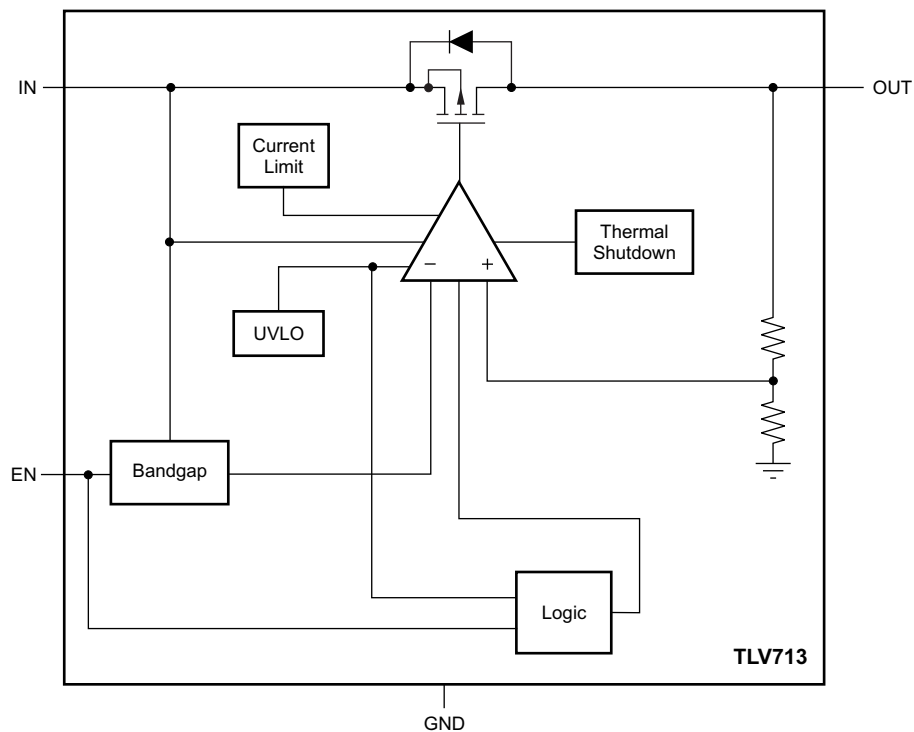 IN
OUT
Current
Limit
Thermal
Shutdown
−
+
UVLO
EN
Bandgap
Logic
TLV713
GND